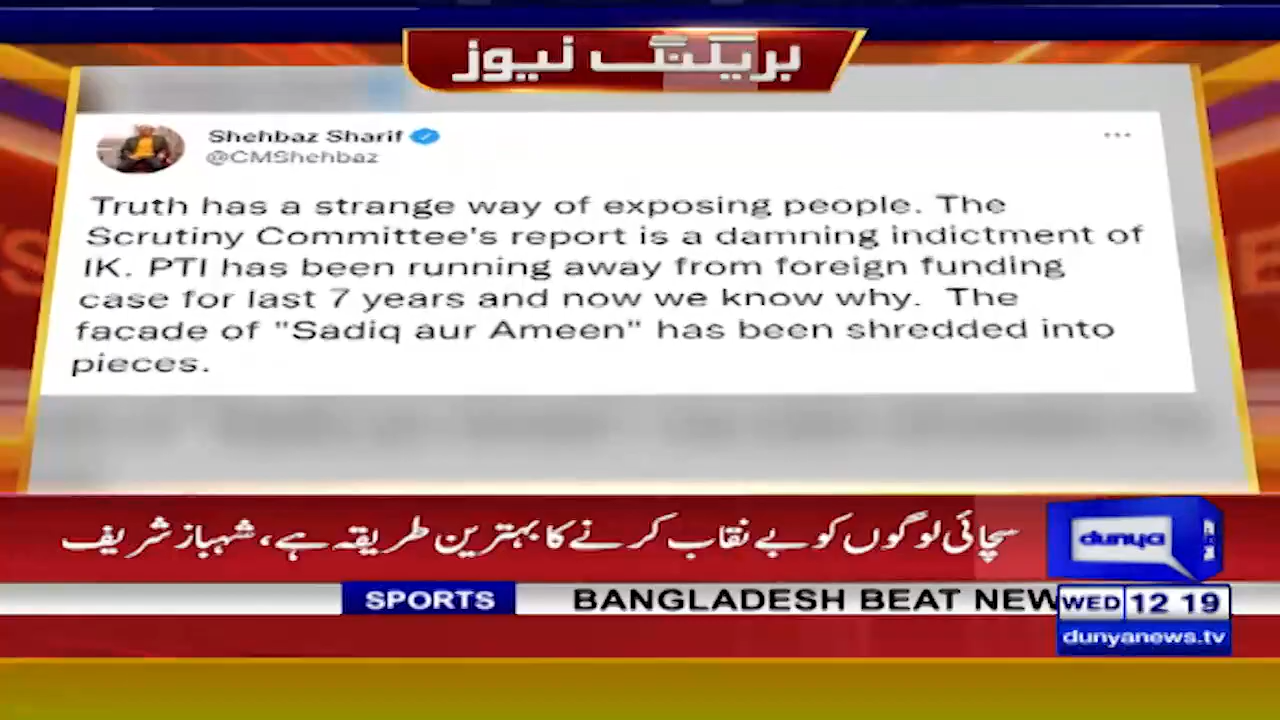 بریکنگ نیوز
Shehbaz Sharif
@CMShehbaz
Truth has a strange way of exposing people. The
Scrutiny Committee's report is a damning indictment of
IK. PTI has been running away from foreign funding
case for last 7 years and now we know why. The
facade of "Sadiq aur Ameen" has been shredded into
pieces.
سچائی لوگوں کو بے نقاب کرنے کا بہترین طریقہ ہے، شہباز شریف
dunya
SPORTS BANGLADESH BEAT NEW
WED 12 19
dunyanews.tv